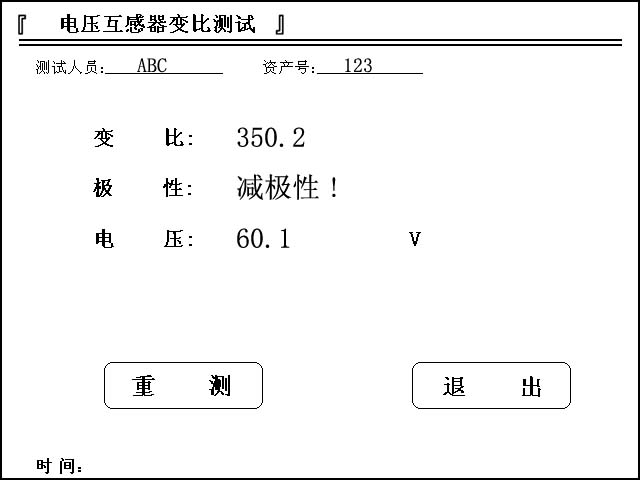 『 电压互感器变比测试 』
测试人员: ABC 资产号: 123
变 比: 350.2
极 性: 减极性！
电 压: 60.1 V
重 测 退 出
时 间: